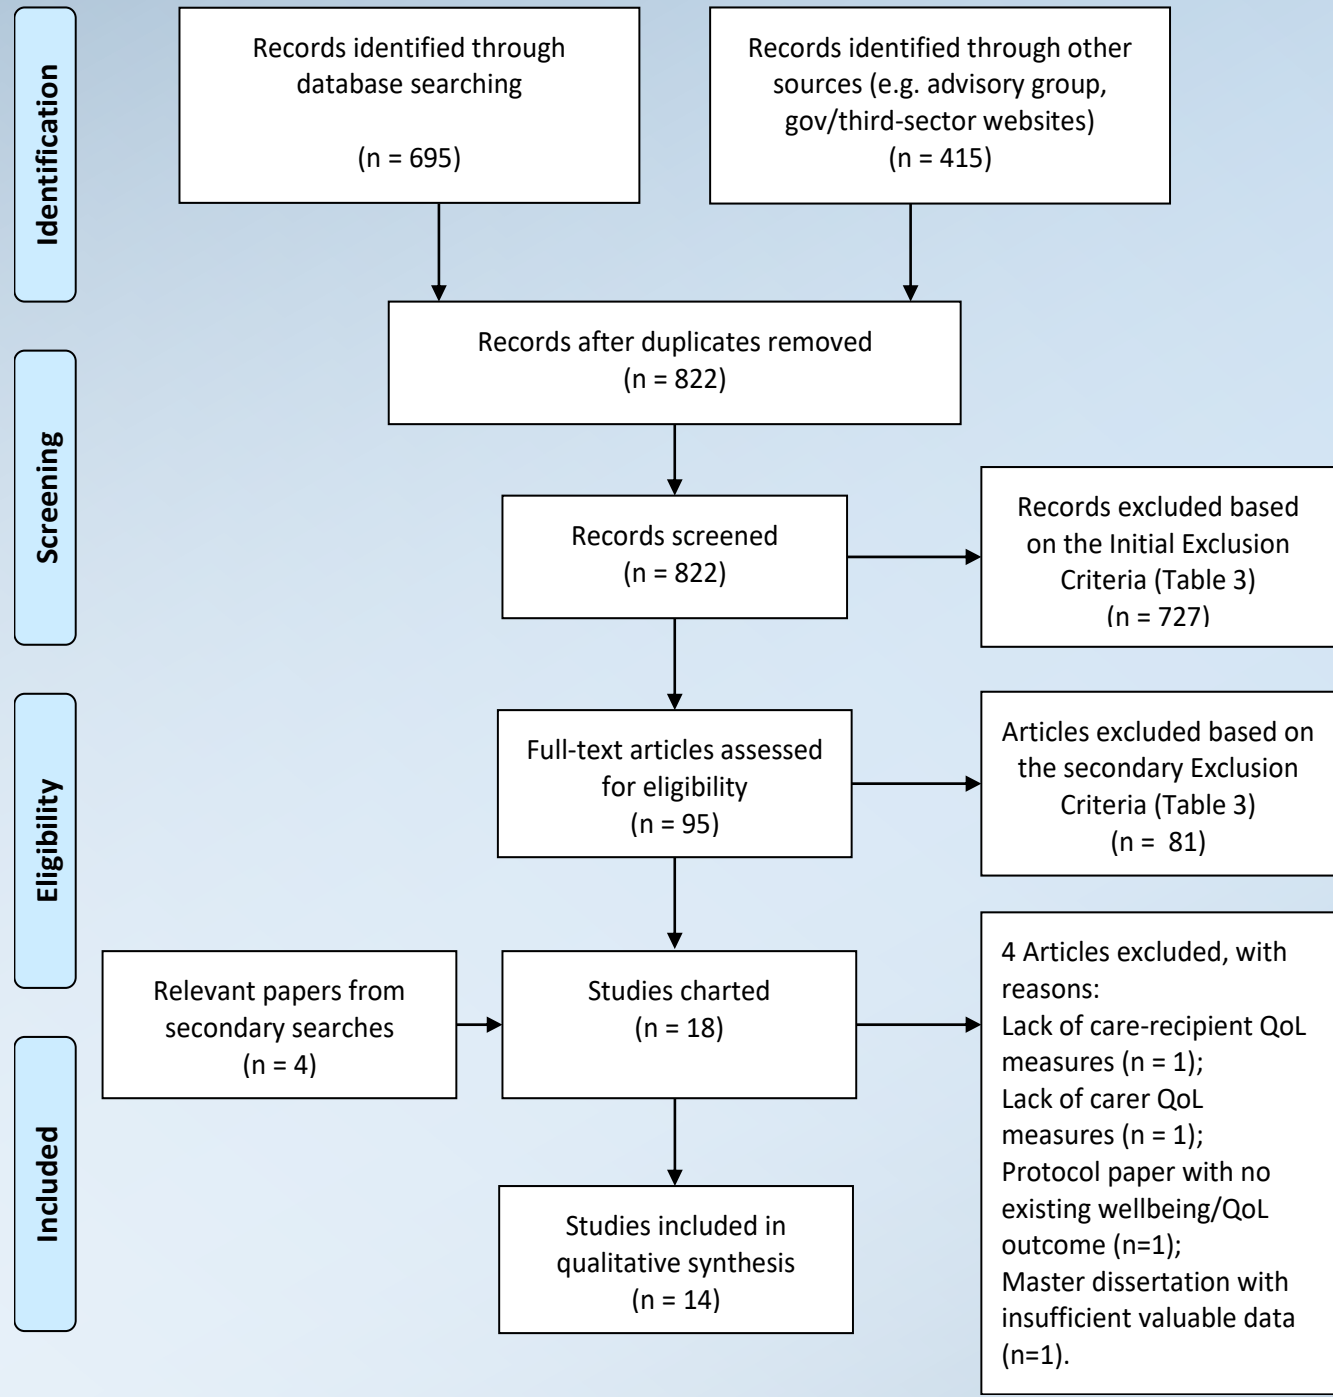 Identification
Records identified through
database searching
(n = 695)
Records identified through other
sources (e.g. advisory group,
gov/third-sector websites)
(n = 415)
Records after duplicates removed
(n = 822)
Screening
Records screened
(n = 822)
Records excluded based
on the Initial Exclusion
Criteria (Table 3)
(n = 727)
Eligibility
Full-text articles assessed
for eligibility
(n = 95)
Articles excluded based on
the secondary Exclusion
Criteria (Table 3)
(n =  81)
Relevant papers from
secondary searches
(n = 4)
Studies charted
(n = 18)
4 Articles excluded, with
reasons:
Lack of care-recipient QoL
measures (n = 1);
Lack of carer QoL
measures (n = 1);
Protocol paper with no
existing wellbeing/QoL
outcome (n=1);
Master dissertation with
insufficient valuable data
(n=1).
Included
Studies included in
qualitative synthesis
(n = 14)